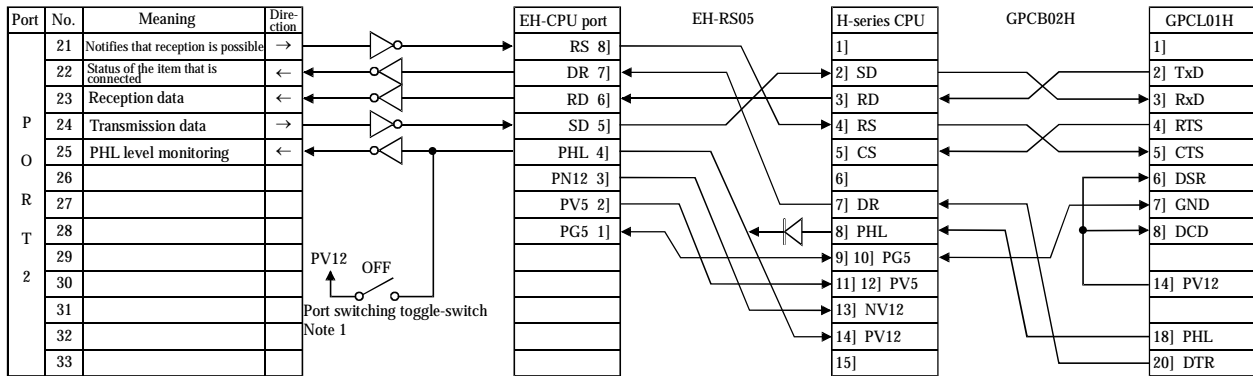 Port No. Meaning Dire-ction EH-CPU port EH-RS05 H-series CPU GPCB02H GPCL01H
21 Notifies that reception is possible → RS 8] 1] 1]
22 Status of the item that is connected ← DR 7] 2] SD 2] TxD
23 Reception data ← RD 6] 3] RD 3] RxD
P 24 Transmission data → SD 5] 4] RS 4] RTS
O 25 PHL level monitoring ← PHL 4] 5] CS 5] CTS
26 PN12 3] 6] 6] DSR
R 27 PV5 2] 7] DR 7] GND
T 28 PG5 1] 8] PHL 8] DCD
29 PV12 OFF 9] 10] PG5
2 30 11] 12] PV5 14] PV12
31 Port switching toggle-switch 13] NV12
32 Note 1 14] PV12 18] PHL
33 15] 20] DTR